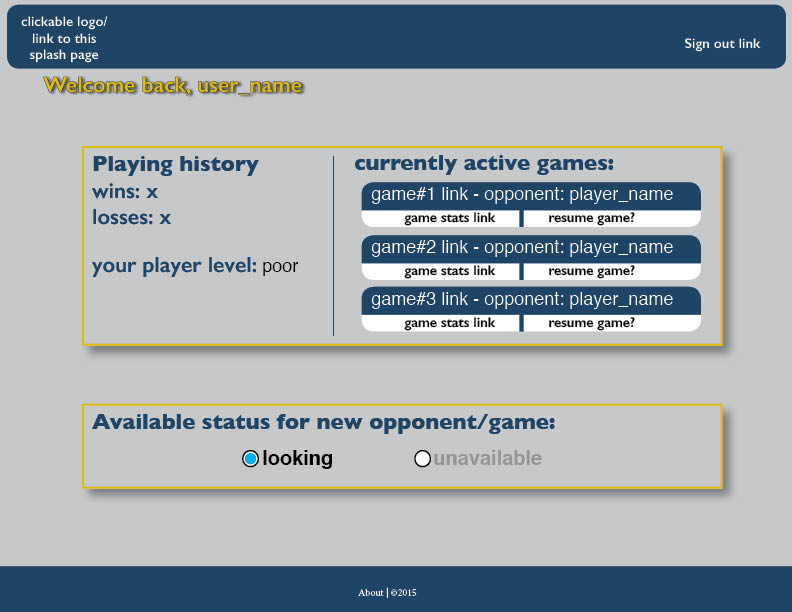 clickable logo/
link to this
splash page
Sign out link
Welcome back, user_name
Playing history
wins: x
losses: x
your player level: poor
currently active games:
game#1 link - opponent: player_name
game stats link
resume game?
game#2 link - opponent: player_name
game stats link
resume game?
game#3 link - opponent: player_name
game stats link
resume game?
Available status for new opponent/game:
looking
unavailable
About | ©2015